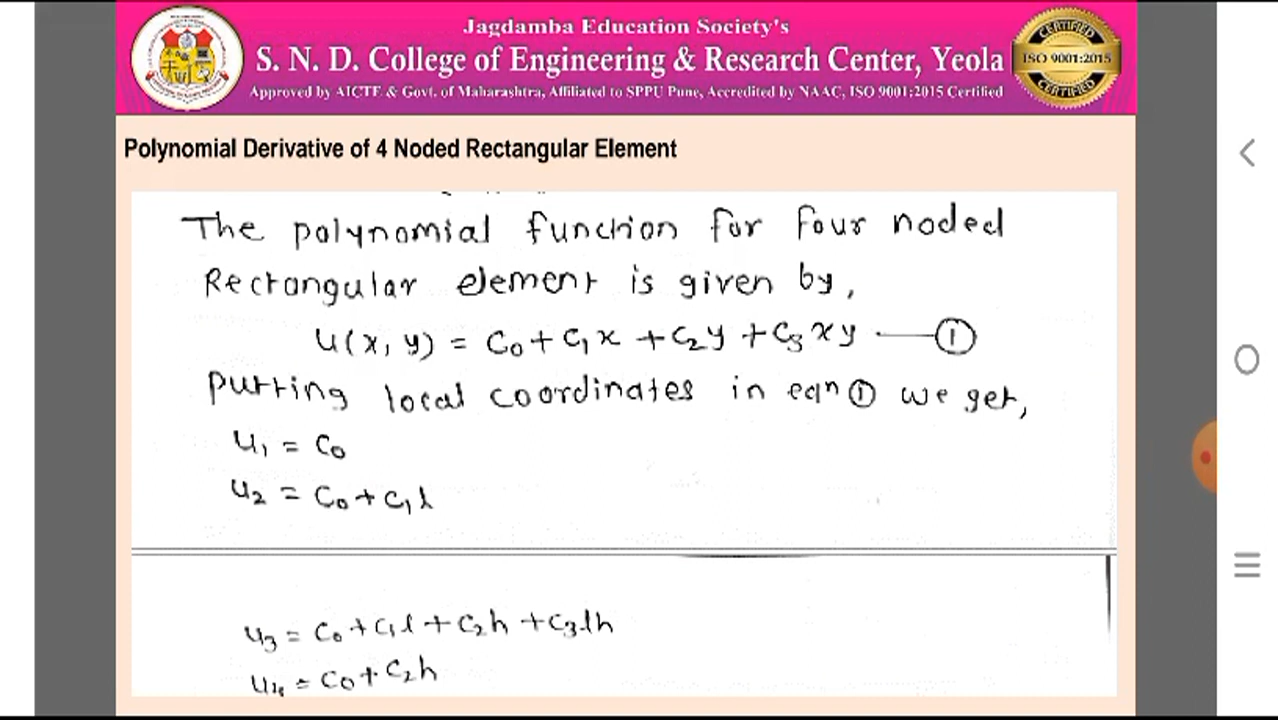 Jagdamba Education Society's
S. N. D. College of Engineering & Research Center, Yeola
Approved by AICTE & Govt. of Maharashtra, Affiliated to SPPU Pune, Accredited by NAAC, ISO 9001:2015 Certified
CERTIFIED
ISO 9001:2015
CERTIFIED
Polynomial Derivative of 4 Noded Rectangular Element
The polynomial function for four noded
Rectangular element is given by,
u(x, y) = C₀ + C₁x + C₂y + C₃xy —— ①
Putting local coordinates in eqn ① we get,
u₁ = C₀
u₂ = C₀ + C₁l
u₃ = C₀ + C₁l + C₂h + C₃lh
u₄ = C₀ + C₂h